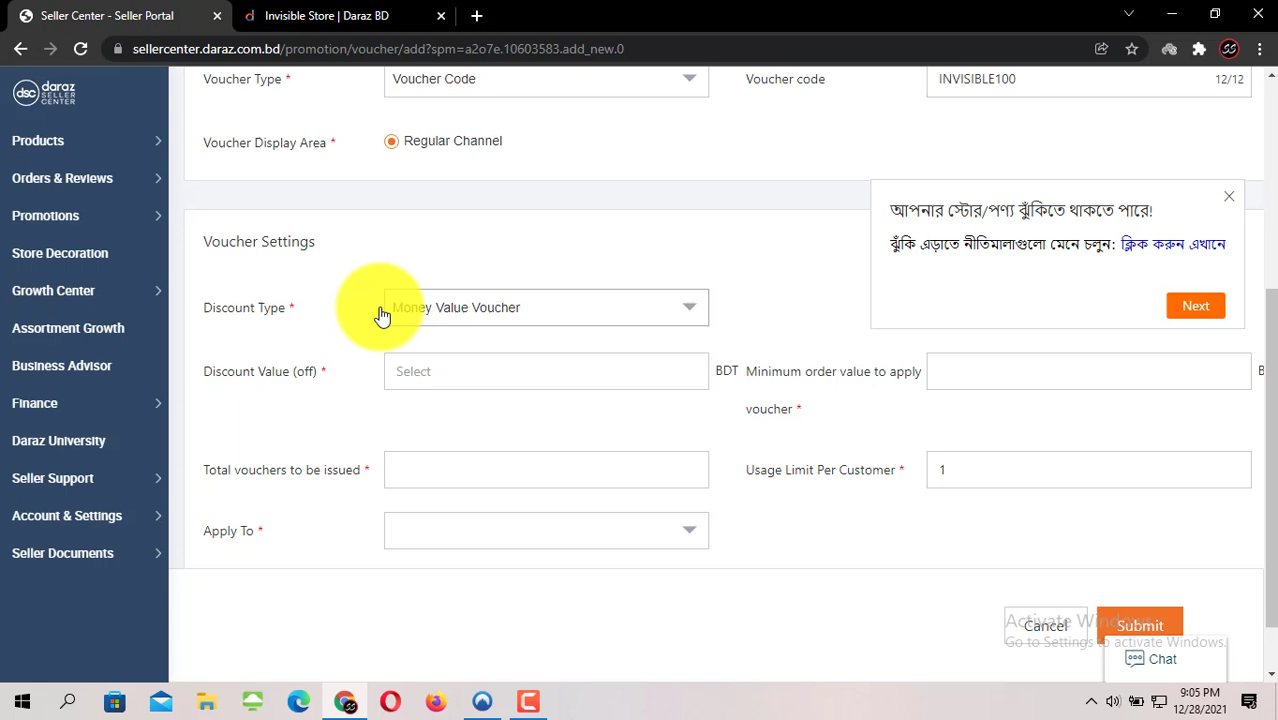 Seller Center - Seller Portal
Invisible Store | Daraz BD
sellercenter.daraz.com.bd/promotion/voucher/add?spm=a2o7e.10603583.add_new.0
dsc daraz SELLER CENTER
Products
Orders & Reviews
Promotions
Store Decoration
Growth Center
Assortment Growth
Business Advisor
Finance
Daraz University
Seller Support
Account & Settings
Seller Documents
Voucher Type *
Voucher Code
Voucher code
INVISIBLE100
12/12
Voucher Display Area *
Regular Channel
আপনার স্টোর/পণ্য ঝুঁকিতে থাকতে পারে!
ঝুঁকি এড়াতে নীতিমালাগুলো মেনে চলুন: ক্লিক করুন এখানে
Next
Voucher Settings
Discount Type *
Money Value Voucher
Discount Value (off) *
Select
BDT
Minimum order value to apply
voucher *
B
Total vouchers to be issued *
Usage Limit Per Customer *
1
Apply To *
Cancel
Submit
Activate Windows
Go to Settings to activate Windows.
Chat
9:05 PM
12/28/2021